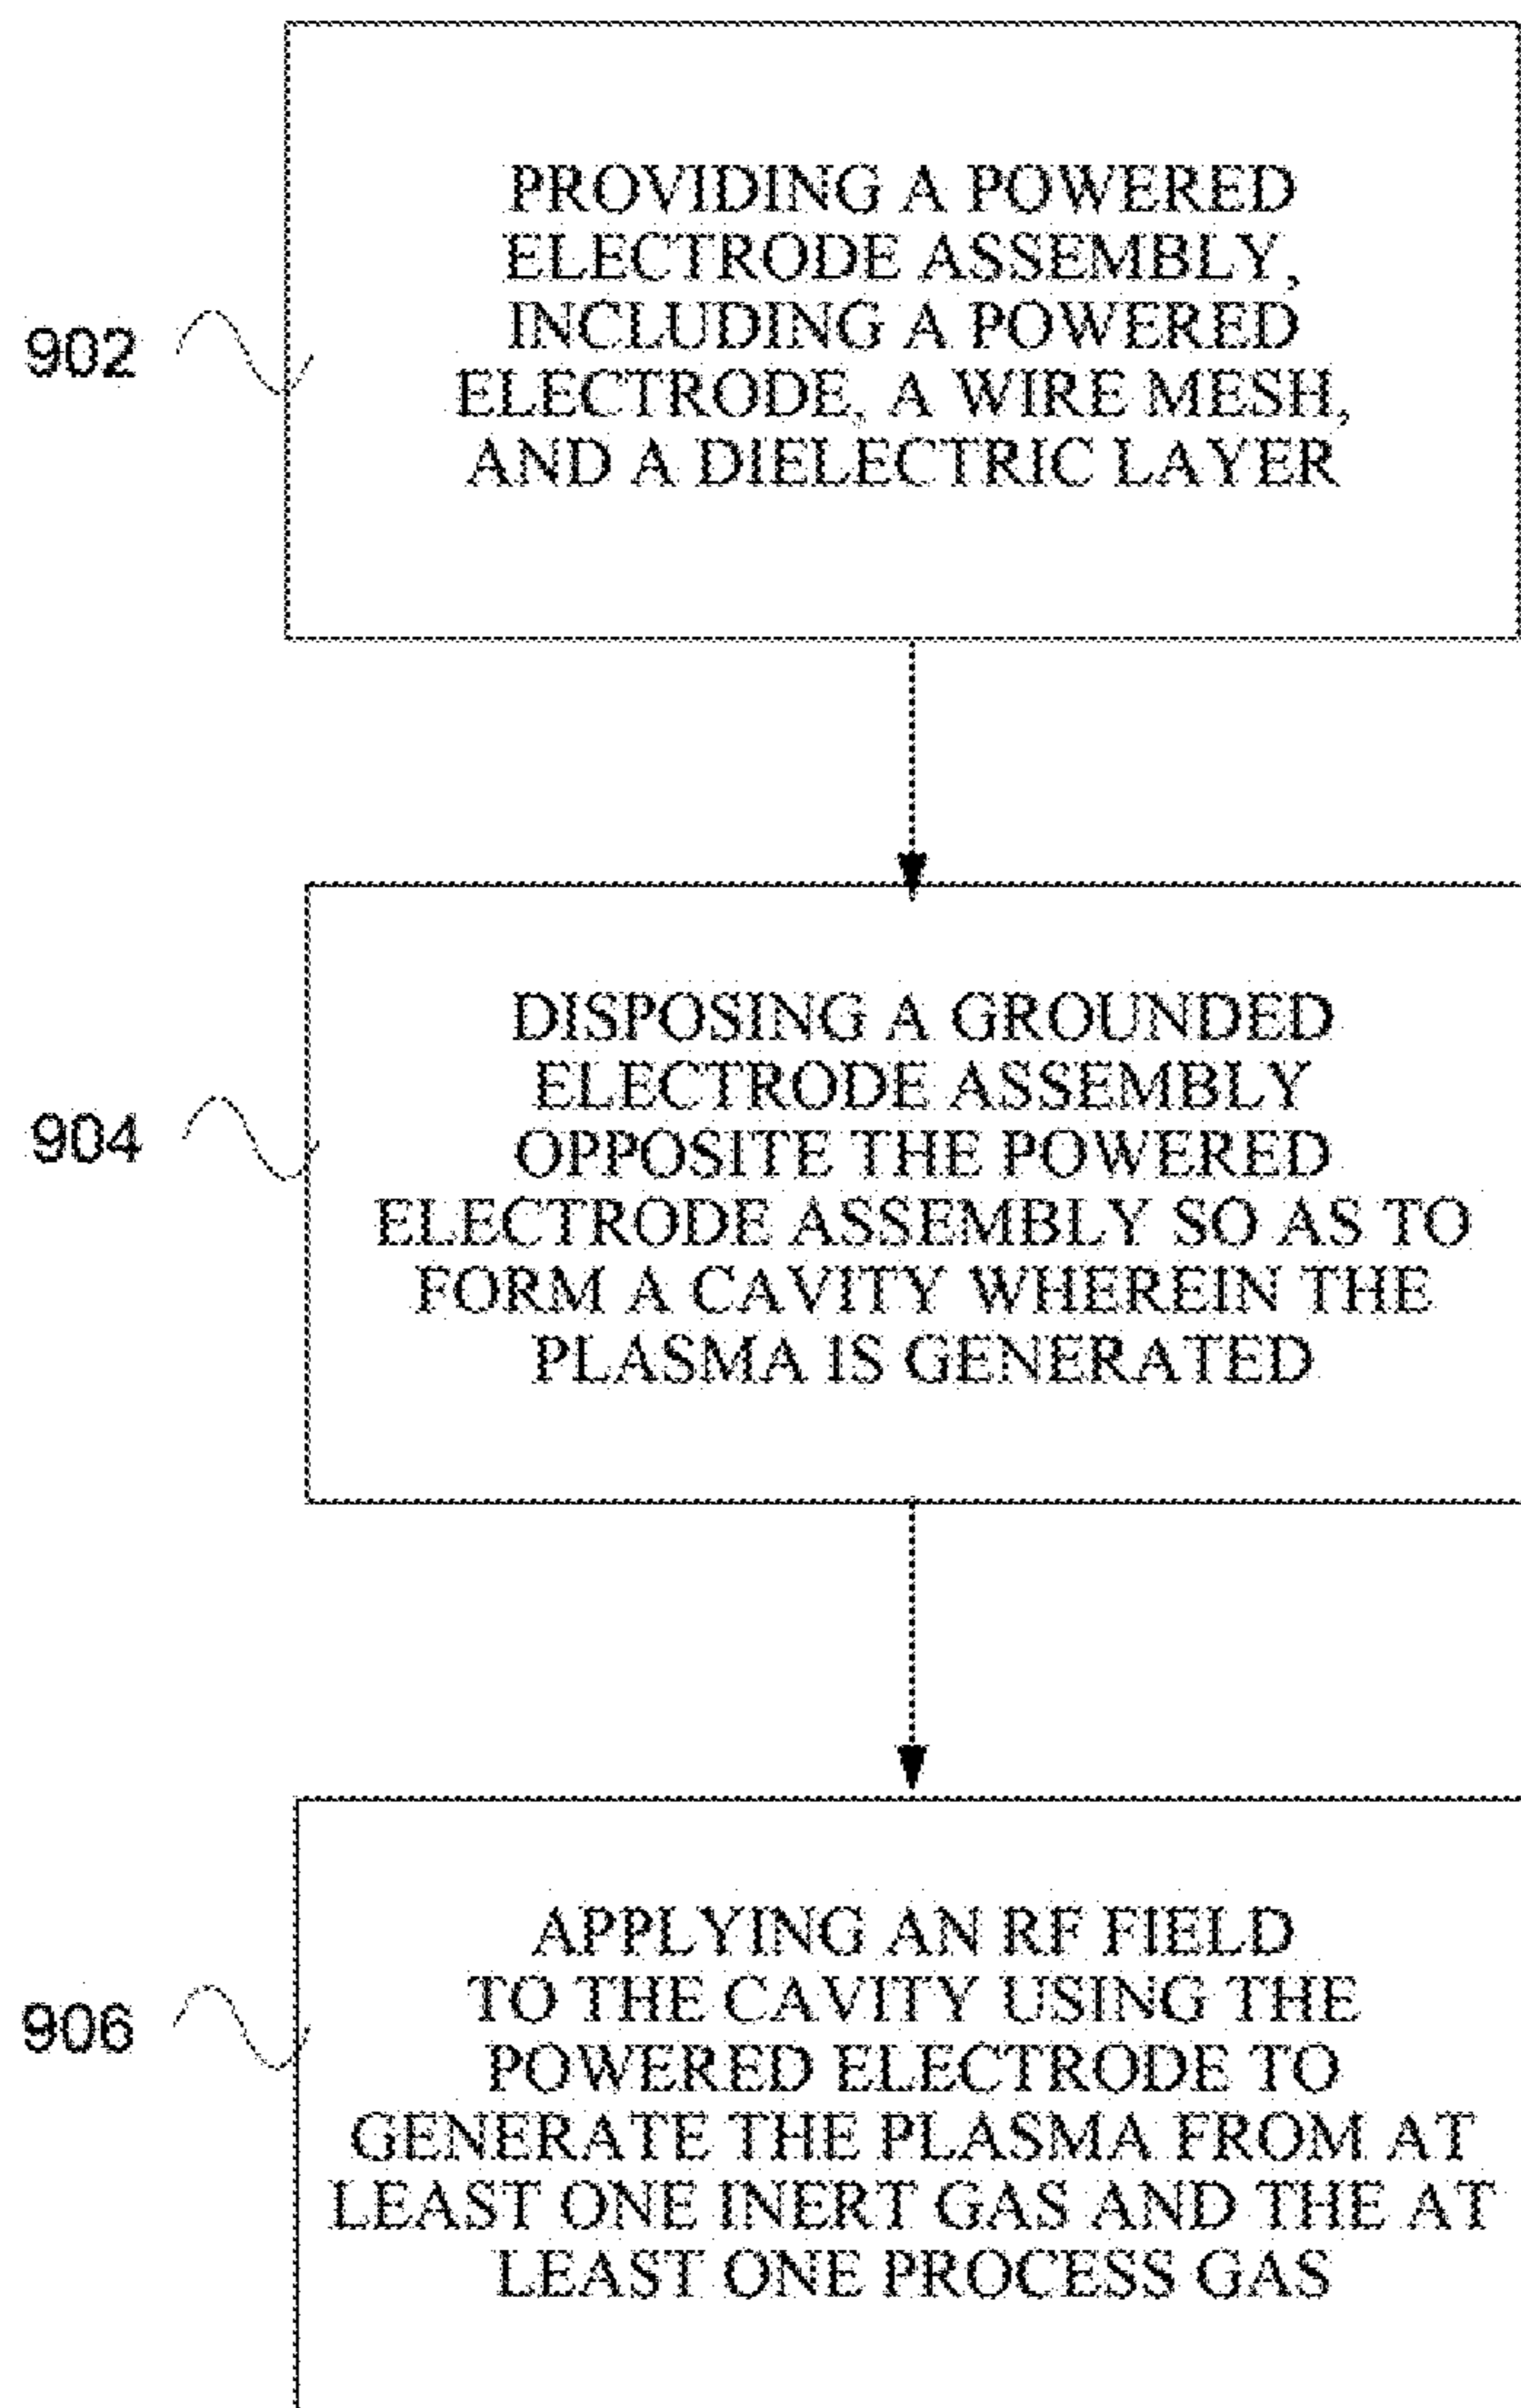 PROVIDING A POWERED
ELECTRODE ASSEMBLY,
INCLUDING A POWERED
ELECTRODE, A WIRE MESH,
AND A DIELECTRIC LAYER
902
DISPOSING A GROUNDED
ELECTRODE ASSEMBLY
OPPOSITE THE POWERED
ELECTRODE ASSEMBLY SO AS TO
FORM A CAVITY WHEREIN THE
PLASMA IS GENERATED
904
APPLYING AN RF FIELD
TO THE CAVITY USING THE
POWERED ELECTRODE TO
GENERATE THE PLASMA FROM AT
LEAST ONE INERT GAS AND THE AT
LEAST ONE PROCESS GAS
906